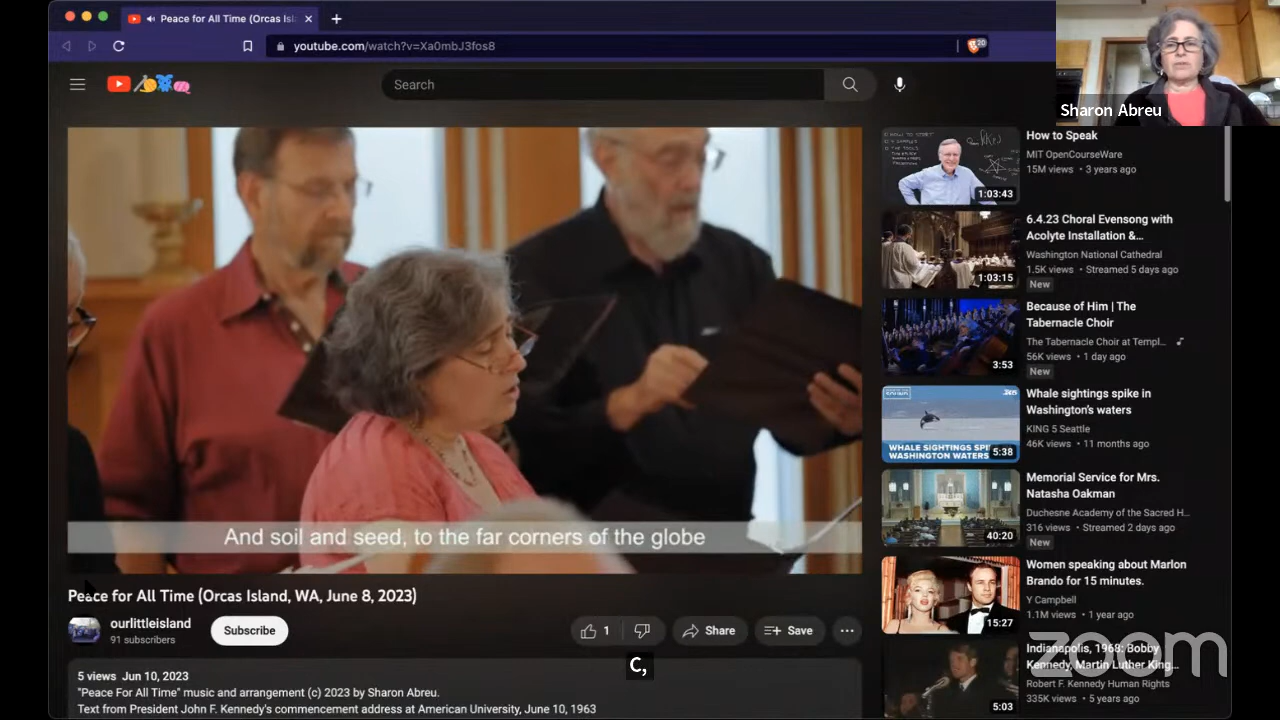 Peace for All Time (Orcas Isl
youtube.com/watch?v=Xa0mbJ3fos8
20
Search
Sharon Abreu
And soil and seed, to the far corners of the globe
Peace for All Time (Orcas Island, WA, June 8, 2023)
ourlittleisland
91 subscribers
Subscribe
1
Share
Save
C,
5 views Jun 10, 2023
"Peace For All Time" music and arrangement (c) 2023 by Sharon Abreu.
Text from President John F. Kennedy's commencement address at American University, June 10, 1963
1:03:43
How to Speak
MIT OpenCourseWare
15M views • 3 years ago
1:03:15
6.4.23 Choral Evensong with
Acolyte Installation &...
Washington National Cathedral
1.5K views • Streamed 5 days ago
New
3:53
Because of Him | The
Tabernacle Choir
The Tabernacle Choir at Templ...
56K views • 1 day ago
New
WHALE SIGHTINGS SPI
WASHINGTON WATERS
5:38
Whale sightings spike in
Washington's waters
KING 5 Seattle
46K views • 11 months ago
40:20
Memorial Service for Mrs.
Natasha Oakman
Duchesne Academy of the Sacred H...
316 views • Streamed 2 days ago
New
15:27
Women speaking about Marlon
Brando for 15 minutes.
Y Campbell
1.1M views • 1 year ago
5:03
Indianapolis, 1968: Bobby
Kennedy, Martin Luther King...
Robert F. Kennedy Human Rights
335K views • 5 years ago
zoom